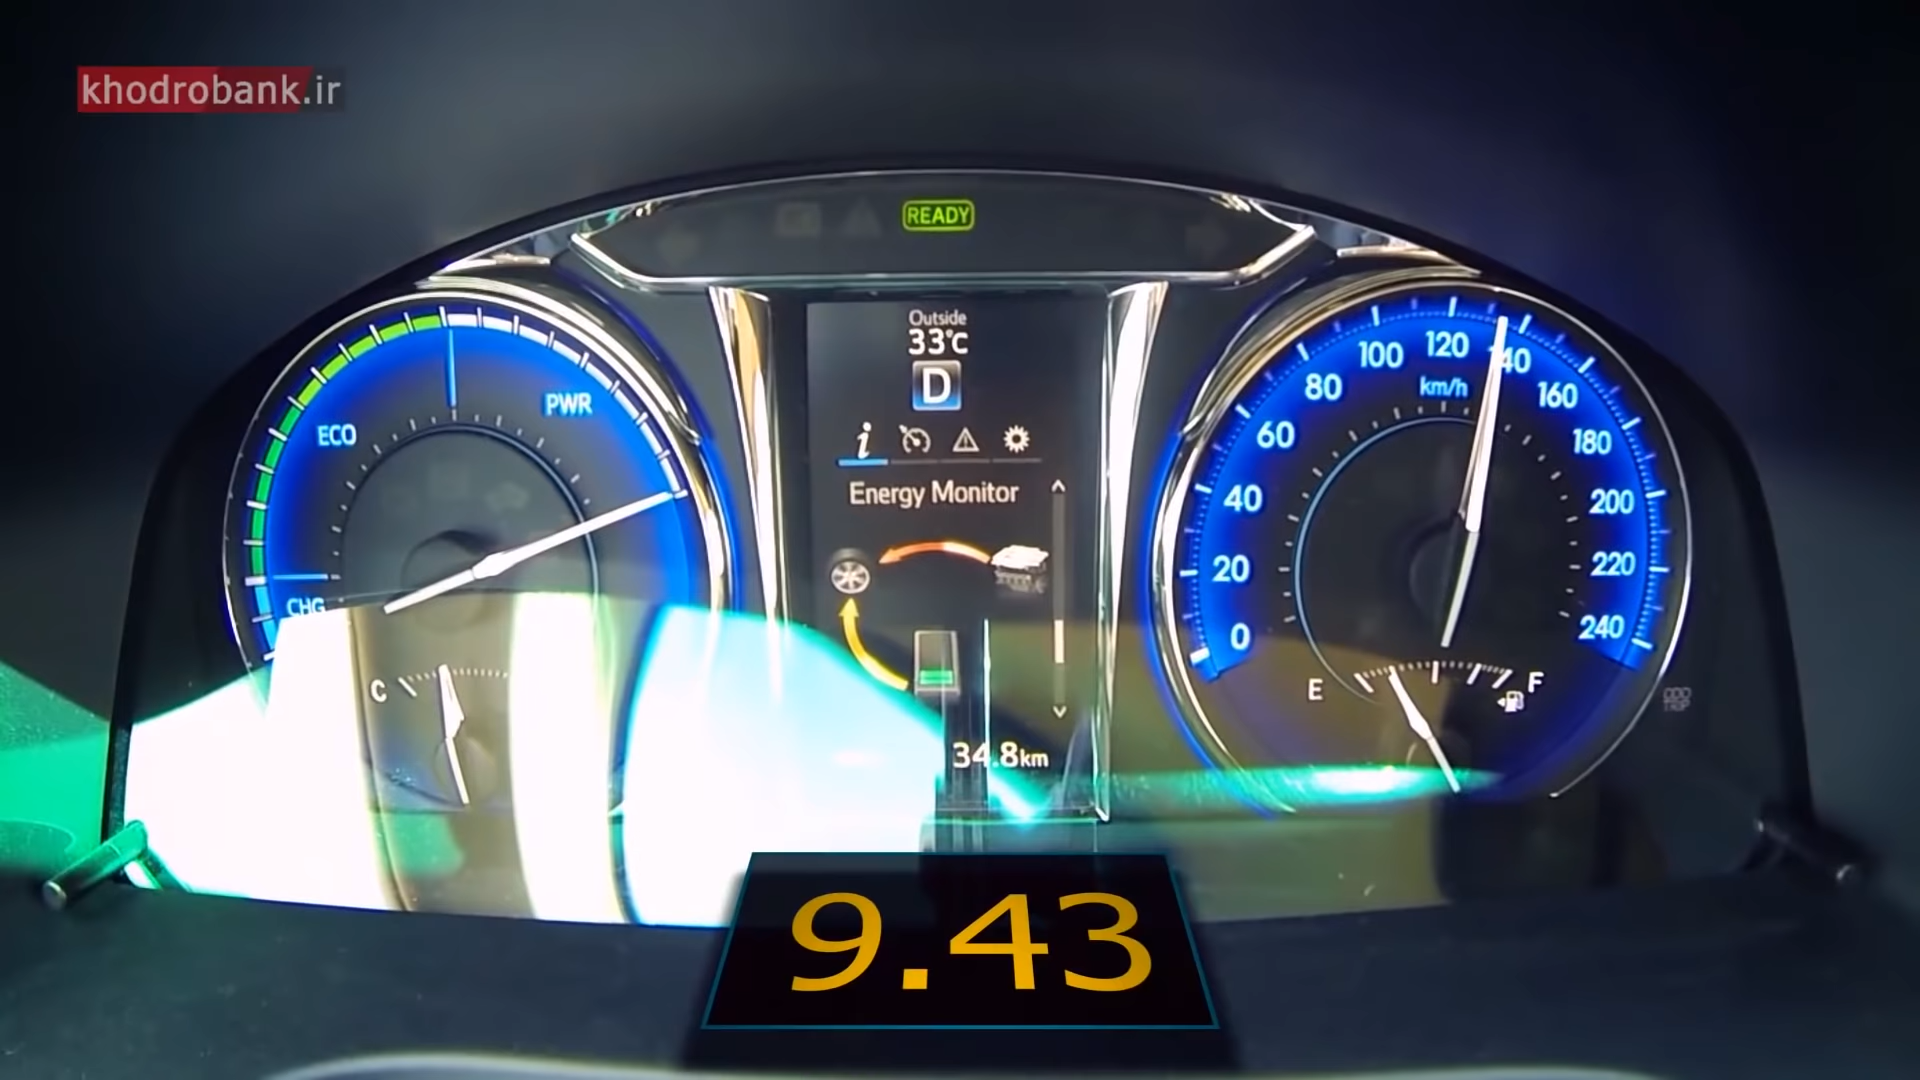 khodrobank.ir
READY
Outside
33°C
D
Energy Monitor
34.8km
ECO
PWR
CHG
C
0
20
40
60
80
100
120
140
160
180
200
220
240
km/h
E
F
9.43